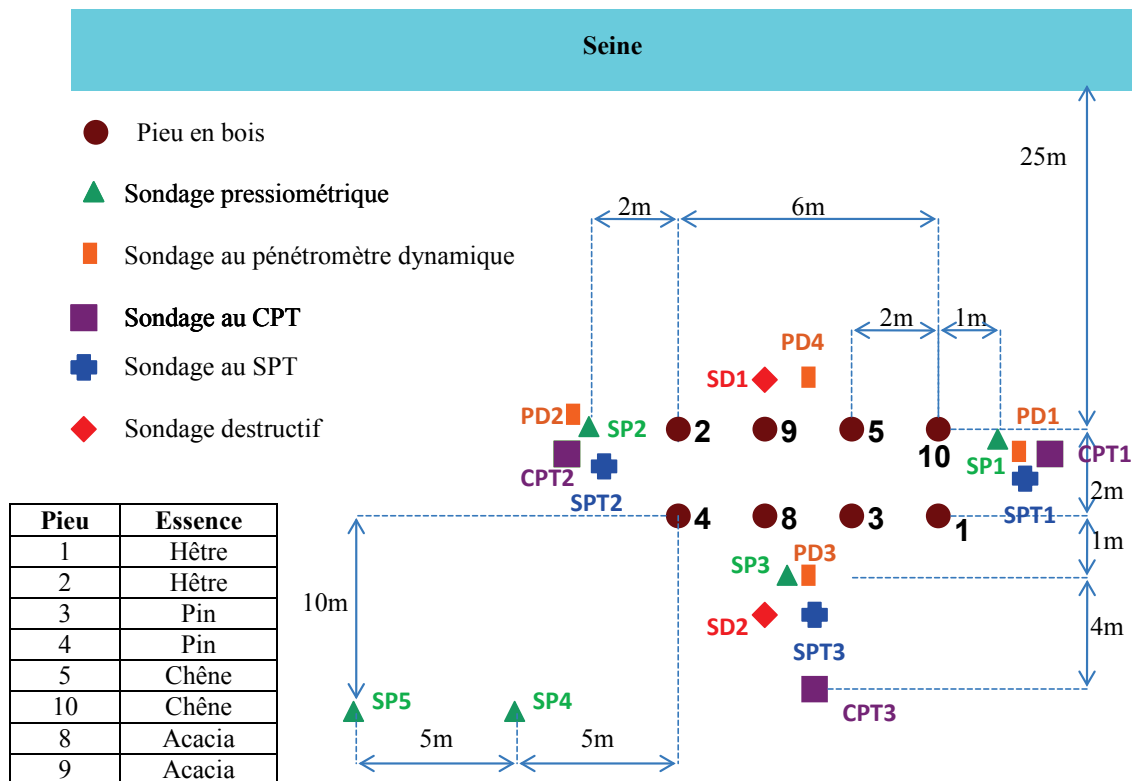 Seine
Pieu en bois
Sondage pressiométrique
Sondage au pénétromètre dynamique
Sondage au CPT
Sondage au SPT
Sondage destructif
25m
2m
6m
2m
1m
PD4
SD1
PD2
SP2
2
9
5
10
PD1
SP1
CPT1
CPT2
SPT2
SPT1
2m
4
8
3
1
1m
SP3
PD3
SD2
SPT3
4m
CPT3
10m
SP5
SP4
5m
5m
Pieu Essence
1 Hêtre
2 Hêtre
3 Pin
4 Pin
5 Chêne
10 Chêne
8 Acacia
9 Acacia